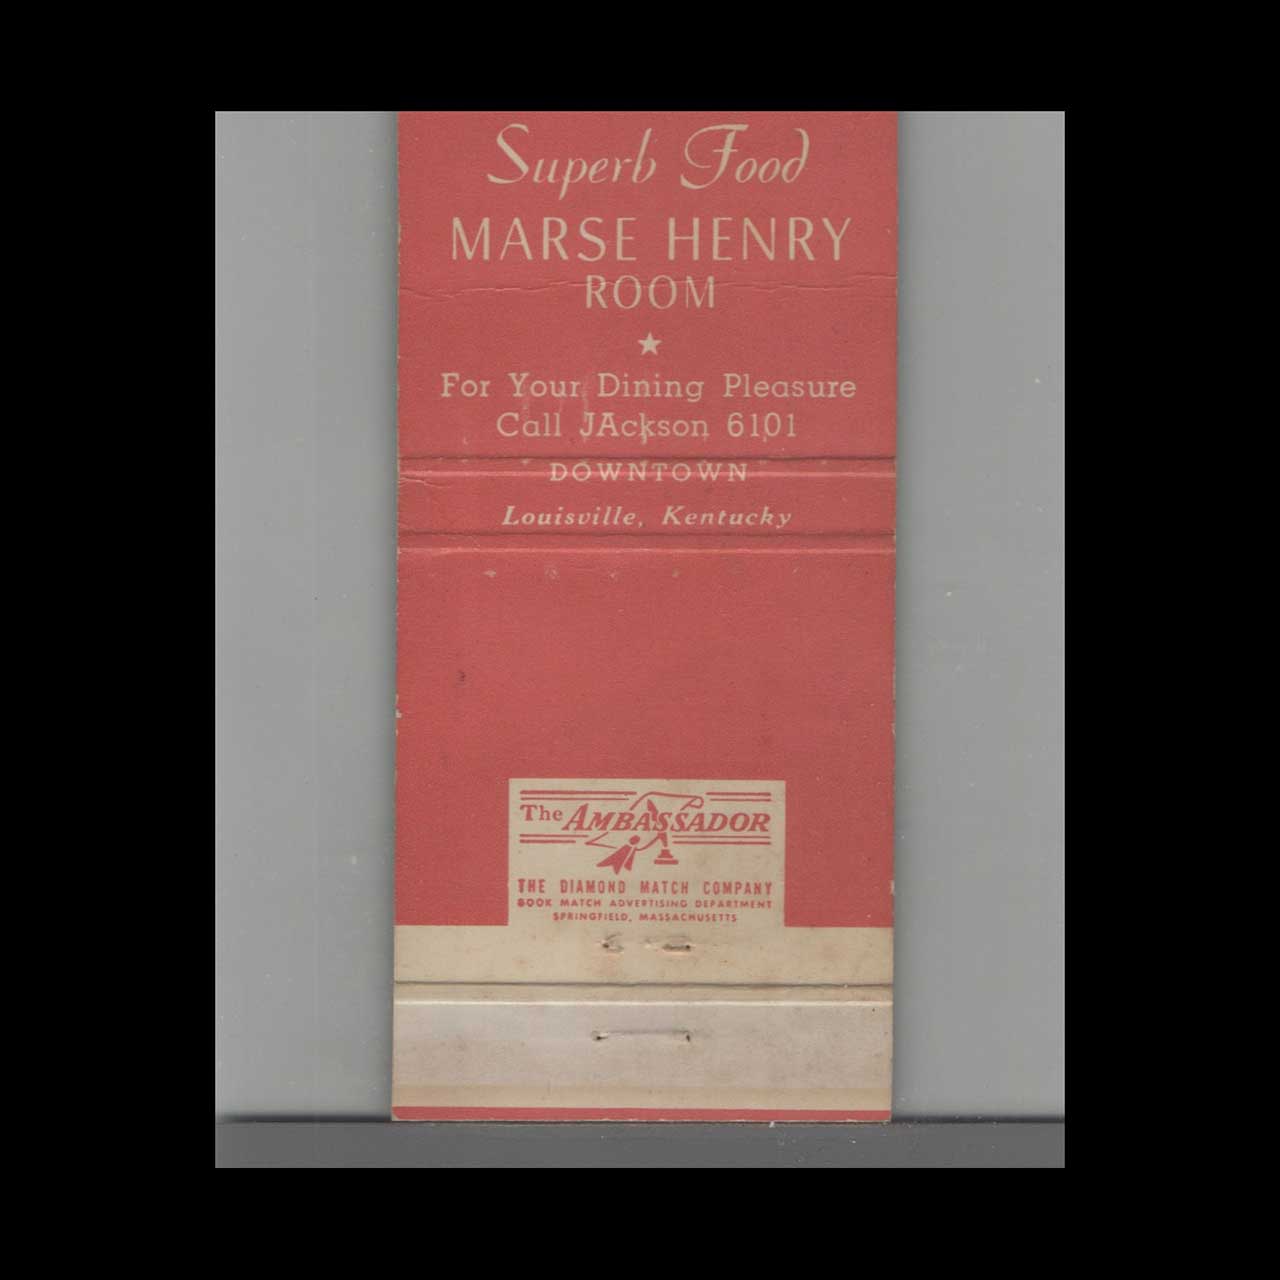 Superb Food
MARSE HENRY
ROOM
For Your Dining Pleasure
Call JAckson 6101
DOWNTOWN
Louisville, Kentucky
The AMBASSADOR
THE DIAMOND MATCH COMPANY
BOOK MATCH ADVERTISING DEPARTMENT
SPRINGFIELD, MASSACHUSETTS